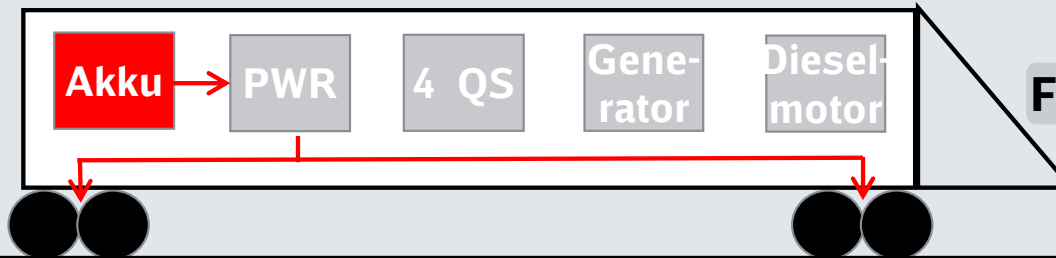 Akku
PWR
4 QS
Gene-
rator
Diesel-
motor
F